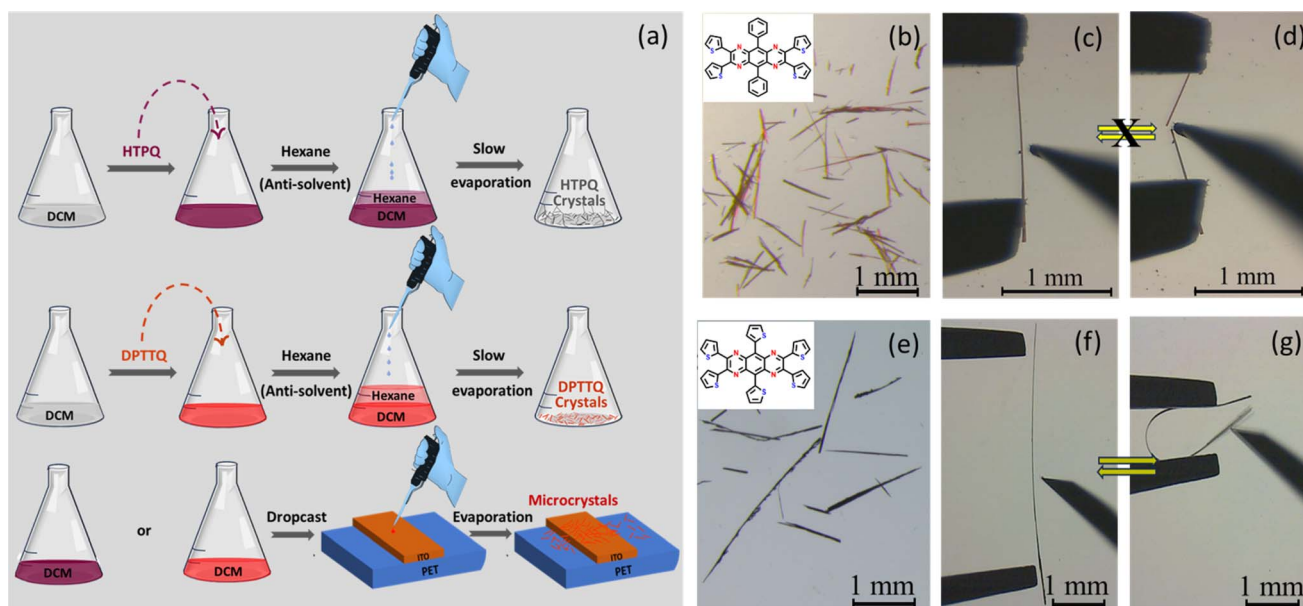 (a)
HTPQ
Hexane
(Anti-solvent)
Slow
evaporation
DCM
Hexane
DCM
HTPQ
Crystals
DPTTQ
Hexane
(Anti-solvent)
Slow
evaporation
DCM
Hexane
DCM
DPTTQ
Crystals
or
Dropcast
Evaporation
Microcrystals
DCM
DCM
ITO
PET
ITO
PET
(b)
N
N
N
N
S
S
S
S
1 mm
(c)
1 mm
(d)
X
1 mm
(e)
N
N
N
N
S
S
S
S
S
S
1 mm
(f)
1 mm
(g)
1 mm